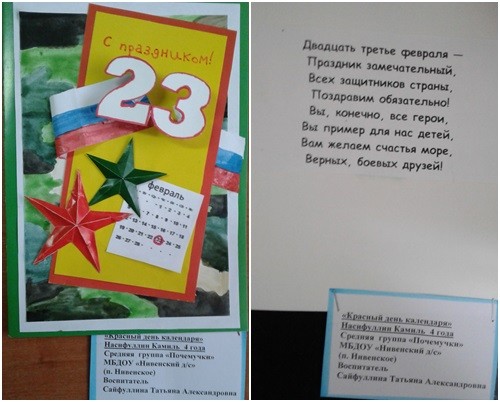 С праздником!
23
февраль
Двадцать третье февраля —
Праздник замечательный,
Всех защитников страны,
Поздравим обязательно!
Вы, конечно, все герои,
Вы пример для нас детей,
Вам желаем счастья море,
Верных, боевых друзей!
«Красный день календаря»
Насифуллин Камиль 4 года
Средняя группа «Почемучки»
МБДОУ «Нивенский д/с»
(п. Нивенское)
Воспитатель
Сайфуллина Татьяна Александровна
«Красный день календаря»
Насифуллин Камиль 4 года
Средняя группа «Почемучки»
МБДОУ «Нивенский д/с»
(п. Нивенское)
Воспитатель
Сайфуллина Татьяна Александровна